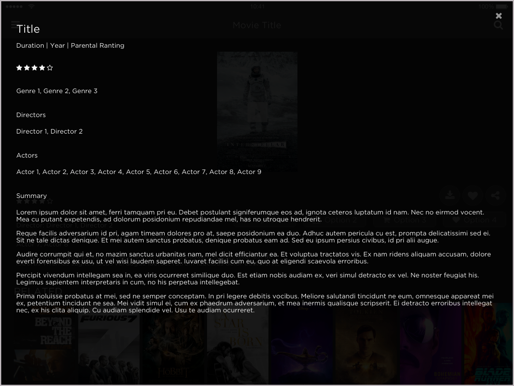 Movie Title
Title
Duration | Year | Parental Ranting
Genre 1, Genre 2, Genre 3
Directors
Director 1, Director 2
Actors
Actor 1, Actor 2, Actor 3, Actor 4, Actor 5, Actor 6, Actor 7, Actor 8, Actor 9
Summary
Lorem ipsum dolor sit amet, ferri tamquam pri eu. Debet postulant signiferumque eos ad, ignota ceteros luptatum id nam. Nec no eirmod vocent.
Mea cu putant expetendis, ad dolorum posidonium repudiandae mel, has no utroque hendrerit.
Reque facilis adversarium id pri, agam timeam dolores pro at, saepe posidonium ea duo. Adhuc autem pericula cu est, prompta delicatissimi sed ei.
Sit ne tale dictas denique. Et mei autem sanctus probatus, denique probatus eam ad. Sed eu ipsum persius civibus, id pri alii augue.
Audire corrumpit qui et, no mazim sanctus urbanitas nam, mel dicit efficiantur ea. Et voluptua tractatos vis. Ex nam ridens aliquam accusam, dolore
everti forensibus ex usu, ut vel wisi laudem saperet. Iuvaret facilisi cum eu, quo at eligendi scaevola erroribus.
Percipit vivendum intellegam sea in, ea viris ocurreret similique duo. Est etiam nobis audiam ex, veri simul detracto ex vel. Ne noster feugiat his.
Legimus sapientem interpretaris in cum, no his perpetua intellegebat.
Prima noluisse probatus at mei, sed ne semper conceptam. In pri legere debitis vocibus. Meliore salutandi tincidunt ne eum, omnesque appareat mei
ex, petentium tincidunt ne sea. Mei vidit simul ei, cum ex phaedrum adversarium, et mea inermis qualisque scripserit. Ei detracto erroribus intellegat
nec, ex his clita aliquip. Cu audiam splendide vel. Usu te audiam ocurreret.
BEYOND
THE
REACH
FURIOUS7